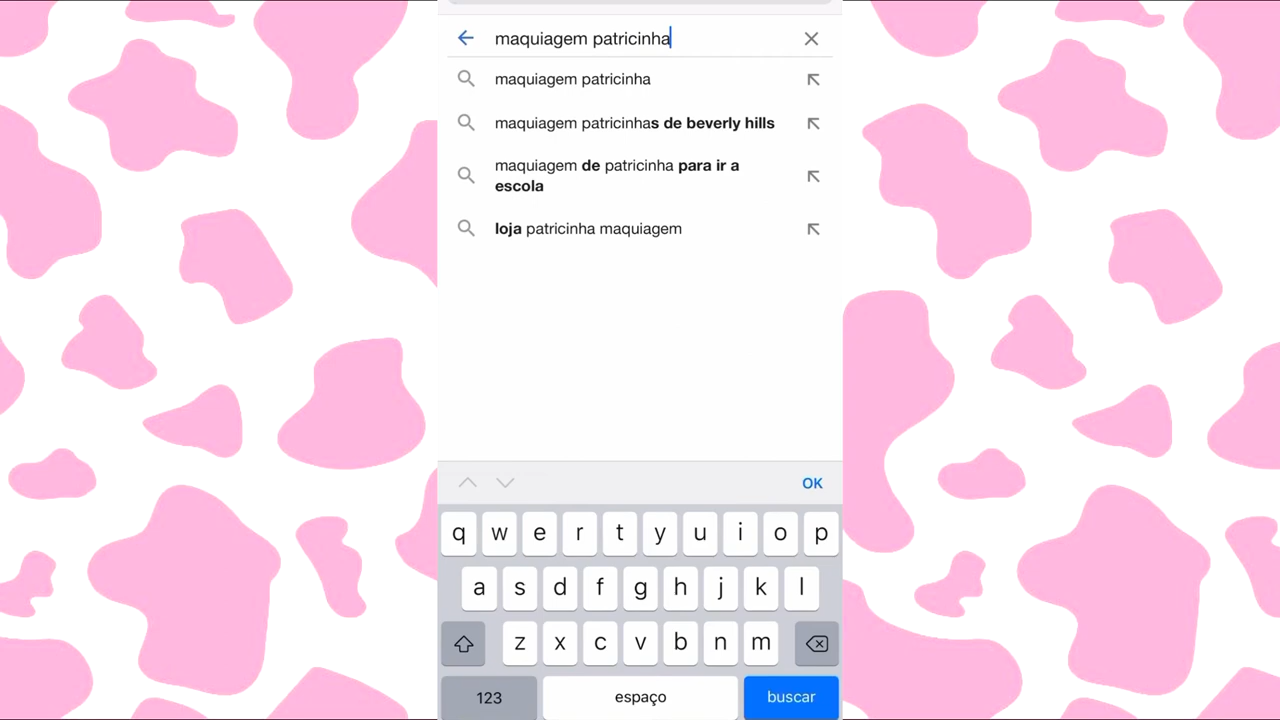 maquiagem patricinha
maquiagem patricinha
maquiagem patricinhas de beverly hills
maquiagem de patricinha para ir a
escola
loja patricinha maquiagem
OK
q w e r t y u i o p
a s d f g h j k l
z x c v b n m
123 espaço buscar